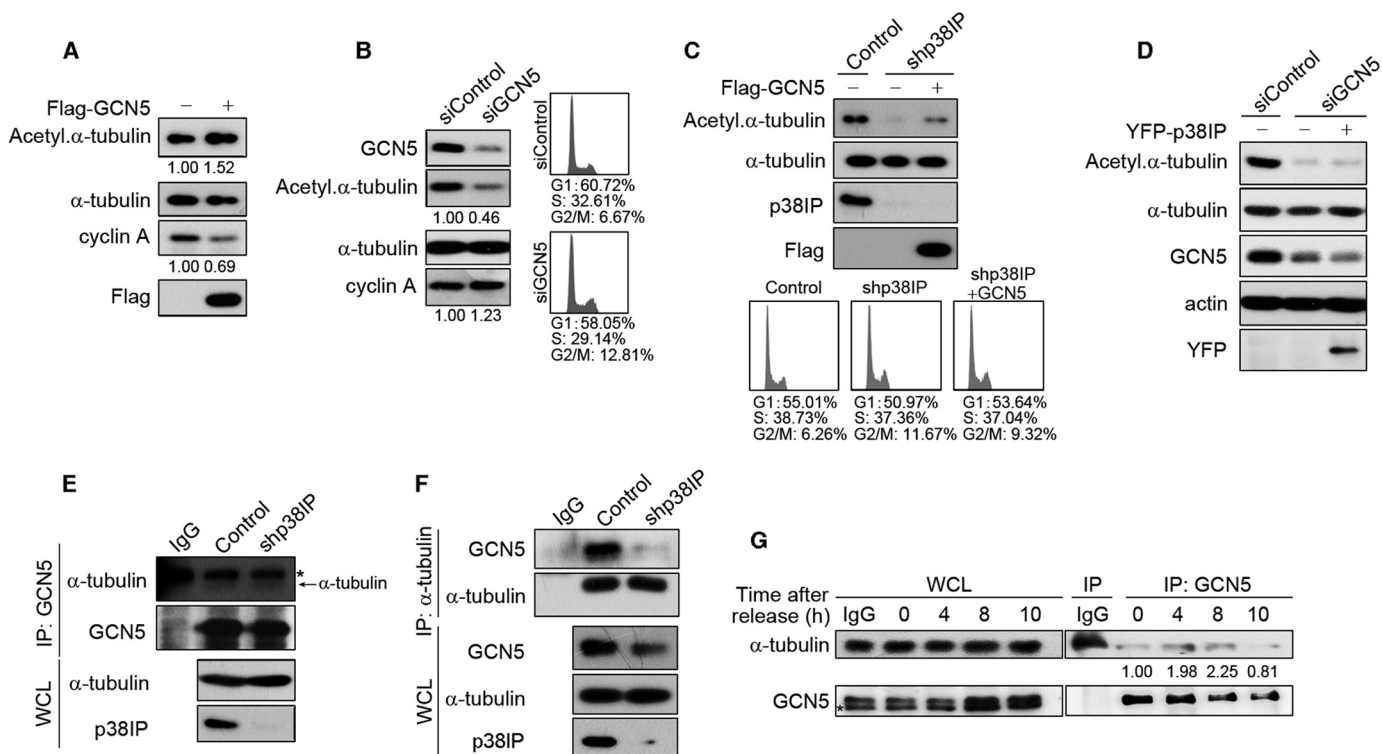 A
Flag-GCN5 − +
Acetyl.α-tubulin
1.00 1.52
α-tubulin
cyclin A
1.00 0.69
Flag
B
siControl siGCN5
GCN5
Acetyl.α-tubulin
1.00 0.46
α-tubulin
cyclin A
1.00 1.23
siControl
G1: 60.72%
S: 32.61%
G2/M: 6.67%
siGCN5
G1: 58.05%
S: 29.14%
G2/M: 12.81%
C
Control shp38IP
Flag-GCN5 − − +
Acetyl.α-tubulin
α-tubulin
p38IP
Flag
Control
G1: 55.01%
S: 38.73%
G2/M: 6.26%
shp38IP
G1: 50.97%
S: 37.36%
G2/M: 11.67%
shp38IP
+GCN5
G1: 53.64%
S: 37.04%
G2/M: 9.32%
D
siControl siGCN5
YFP-p38IP − − +
Acetyl.α-tubulin
α-tubulin
GCN5
actin
YFP
E
IgG Control shp38IP
IP: GCN5
α-tubulin * ← α-tubulin
GCN5
WCL
α-tubulin
p38IP
F
IgG Control shp38IP
IP: α-tubulin
GCN5
α-tubulin
WCL
GCN5
α-tubulin
p38IP
G
WCL IP IP: GCN5
Time after
release (h) IgG 0 4 8 10 IgG 0 4 8 10
α-tubulin
1.00 1.98 2.25 0.81
GCN5 *